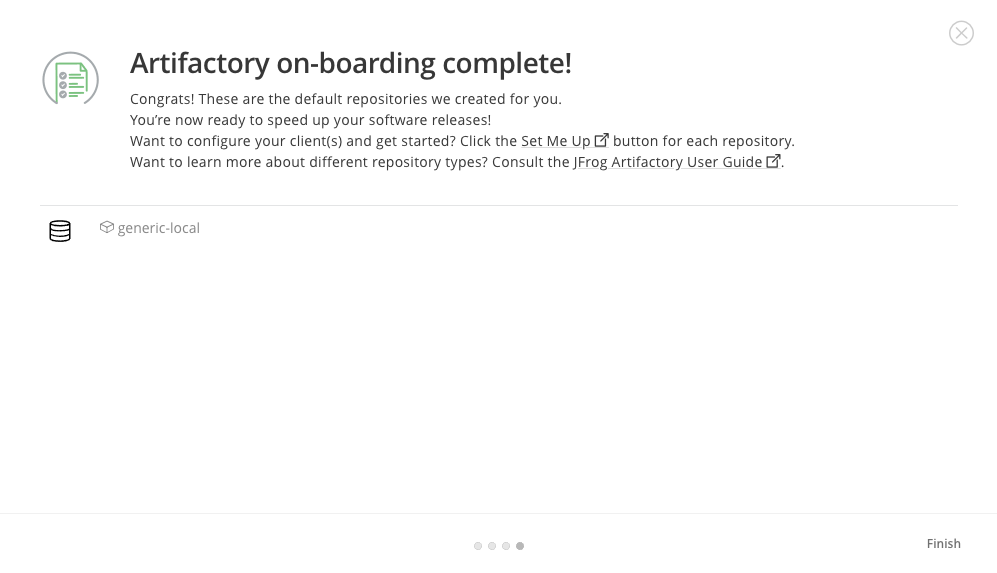 Artifactory on-boarding complete!
Congrats! These are the default repositories we created for you.
You’re now ready to speed up your software releases!
Want to configure your client(s) and get started? Click the Set Me Up button for each repository.
Want to learn more about different repository types? Consult the JFrog Artifactory User Guide.
generic-local
Finish